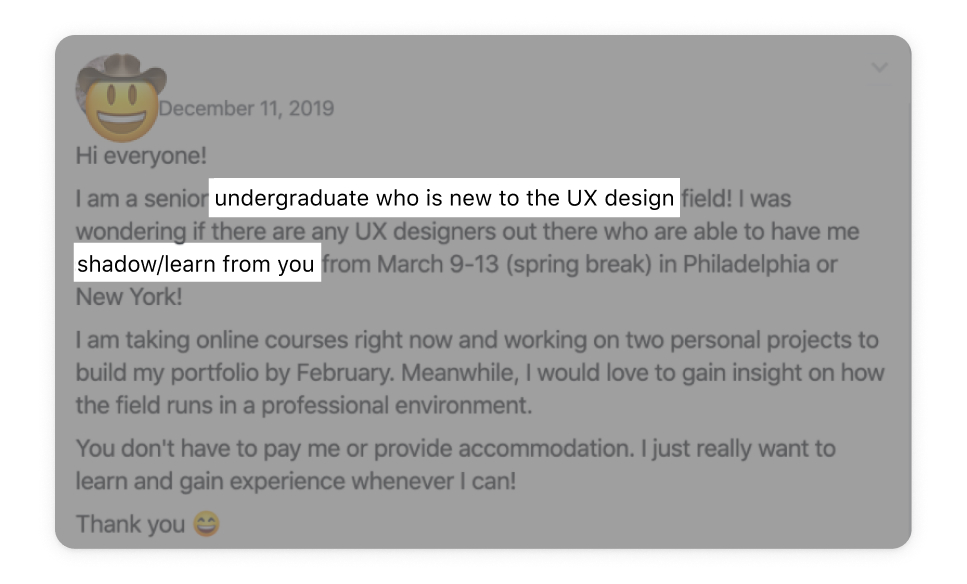 December 11, 2019
Hi everyone!
I am a senior undergraduate who is new to the UX design field! I was
wondering if there are any UX designers out there who are able to have me
shadow/learn from you from March 9-13 (spring break) in Philadelphia or
New York!
I am taking online courses right now and working on two personal projects to
build my portfolio by February. Meanwhile, I would love to gain insight on how
the field runs in a professional environment.
You don't have to pay me or provide accommodation. I just really want to
learn and gain experience whenever I can!
Thank you 😄